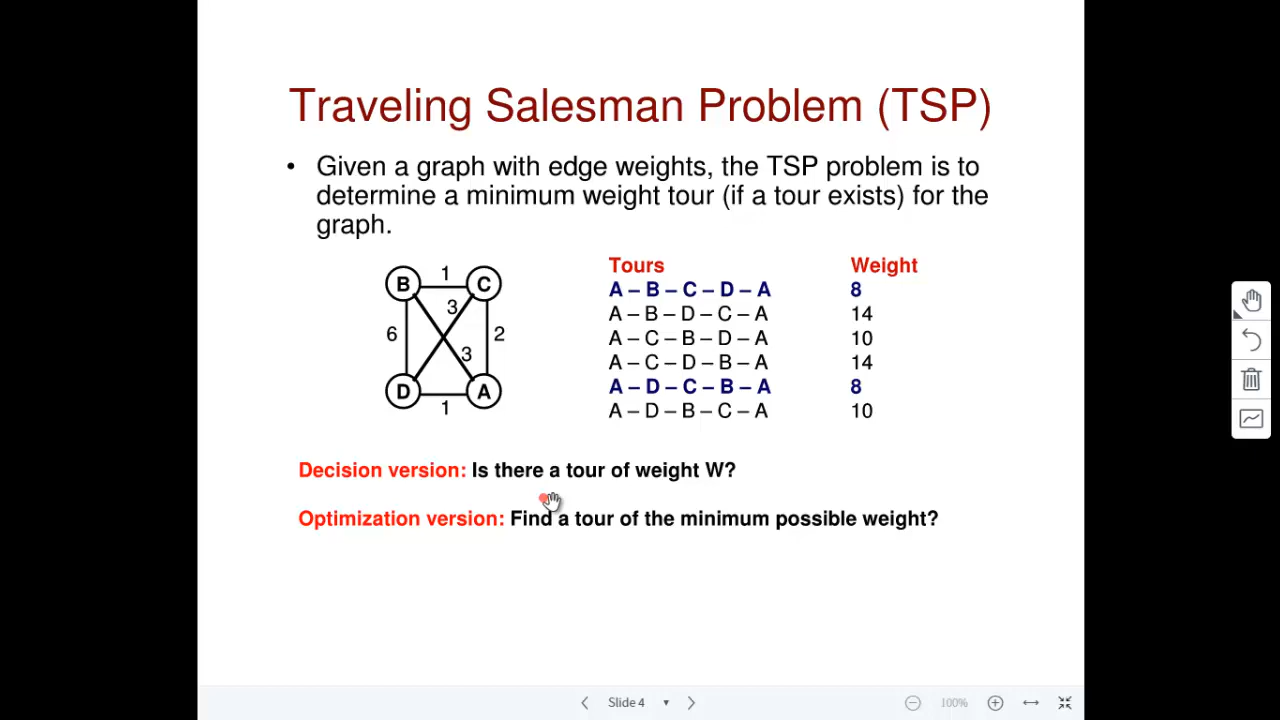 Traveling Salesman Problem (TSP)
• Given a graph with edge weights, the TSP problem is to
determine a minimum weight tour (if a tour exists) for the
graph.
B 1 C
3
6 2
3
D A
1
Tours Weight
A – B – C – D – A 8
A – B – D – C – A 14
A – C – B – D – A 10
A – C – D – B – A 14
A – D – C – B – A 8
A – D – B – C – A 10
Decision version: Is there a tour of weight W?
Optimization version: Find a tour of the minimum possible weight?
Slide 4
100%